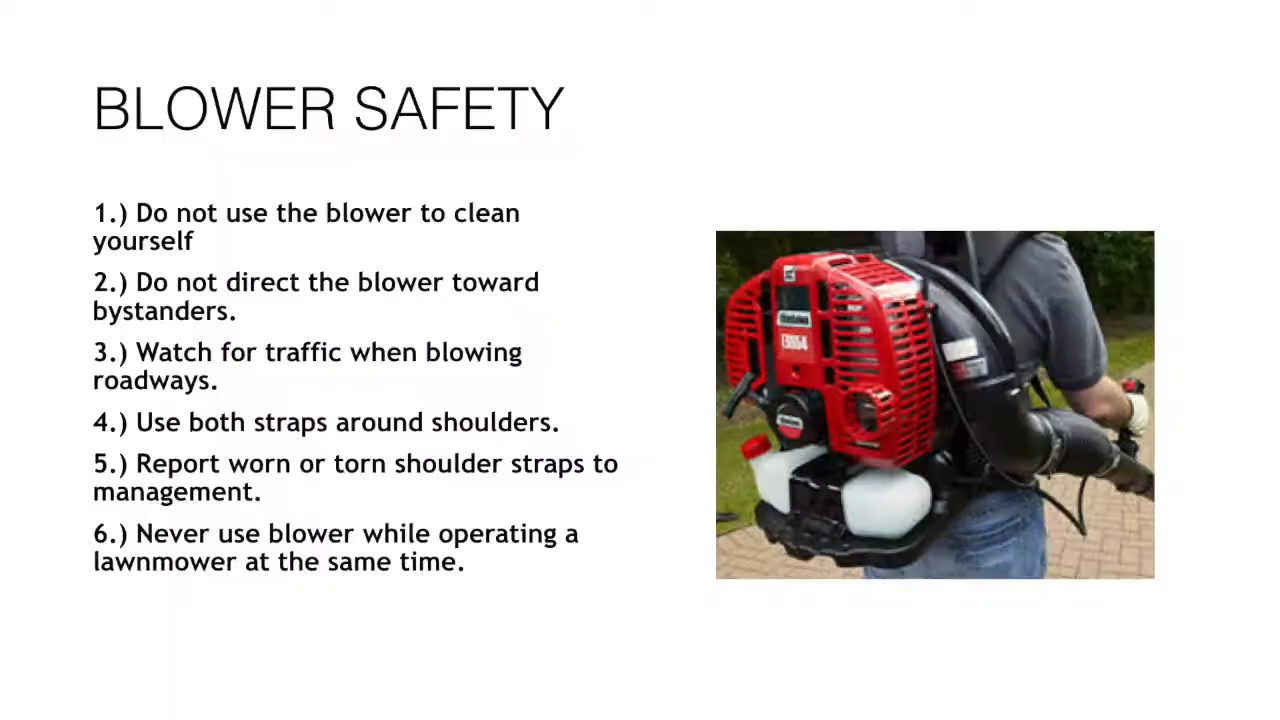 BLOWER SAFETY
1.) Do not use the blower to clean
yourself
2.) Do not direct the blower toward
bystanders.
3.) Watch for traffic when blowing
roadways.
4.) Use both straps around shoulders.
5.) Report worn or torn shoulder straps to
management.
6.) Never use blower while operating a
lawnmower at the same time.